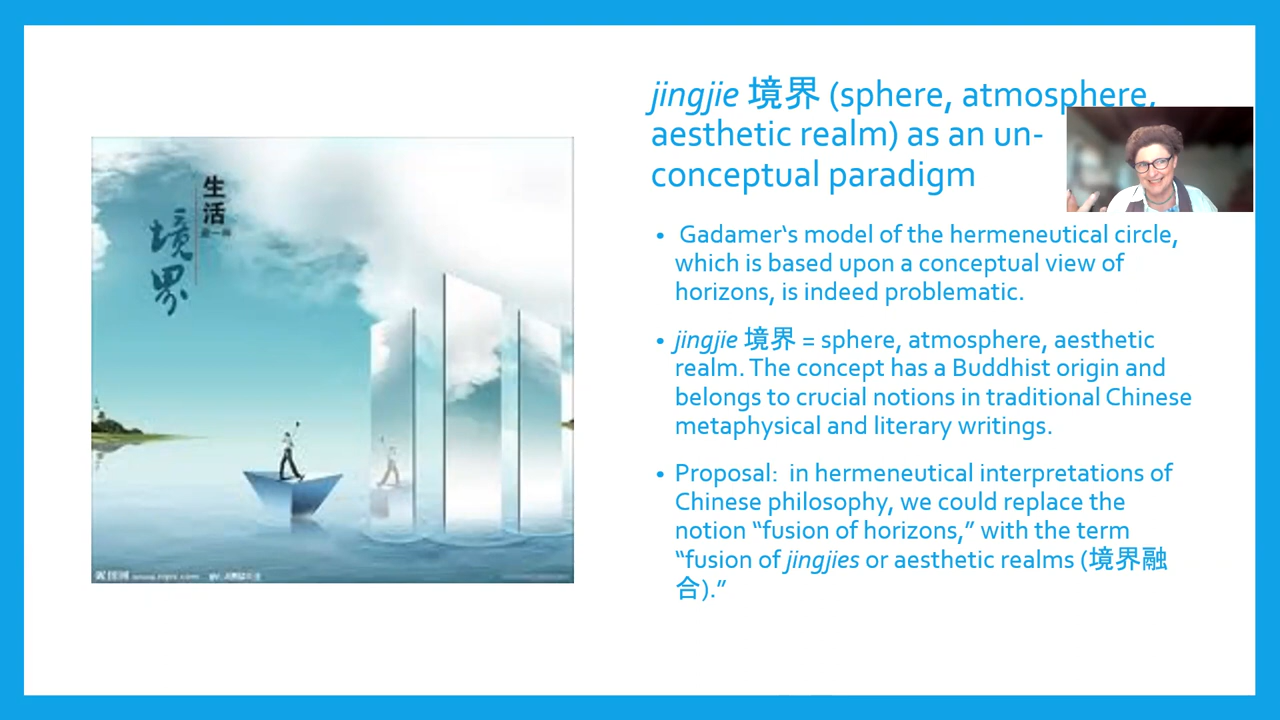 jingjie 境界 (sphere, atmosphere,
aesthetic realm) as an un-
conceptual paradigm
• Gadamer‘s model of the hermeneutical circle,
which is based upon a conceptual view of
horizons, is indeed problematic.
• jingjie 境界 = sphere, atmosphere, aesthetic
realm. The concept has a Buddhist origin and
belongs to crucial notions in traditional Chinese
metaphysical and literary writings.
• Proposal: in hermeneutical interpretations of
Chinese philosophy, we could replace the
notion “fusion of horizons,” with the term
“fusion of jingjies or aesthetic realms (境界融
合).”
生活
境界